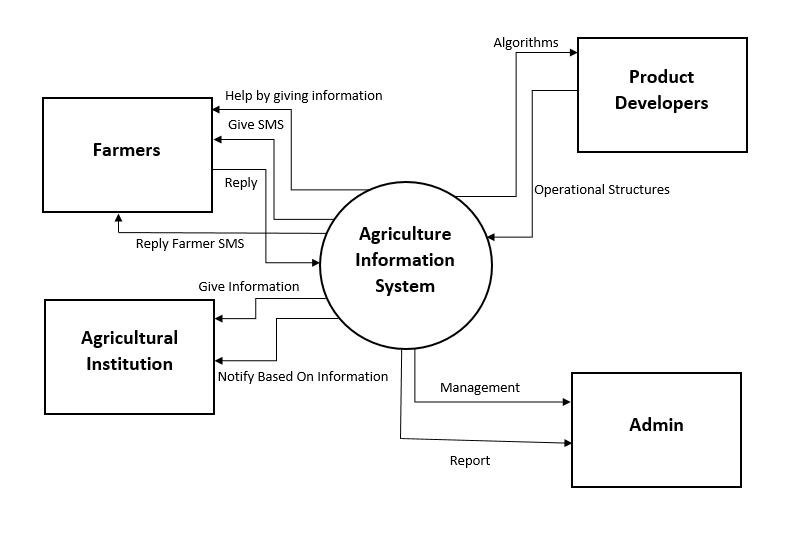 Algorithms
Product
Developers
Help by giving information
Give SMS
Farmers
Reply
Operational Structures
Reply Farmer SMS
Agriculture
Information
System
Give Information
Agricultural
Institution
Notify Based On Information
Management
Admin
Report